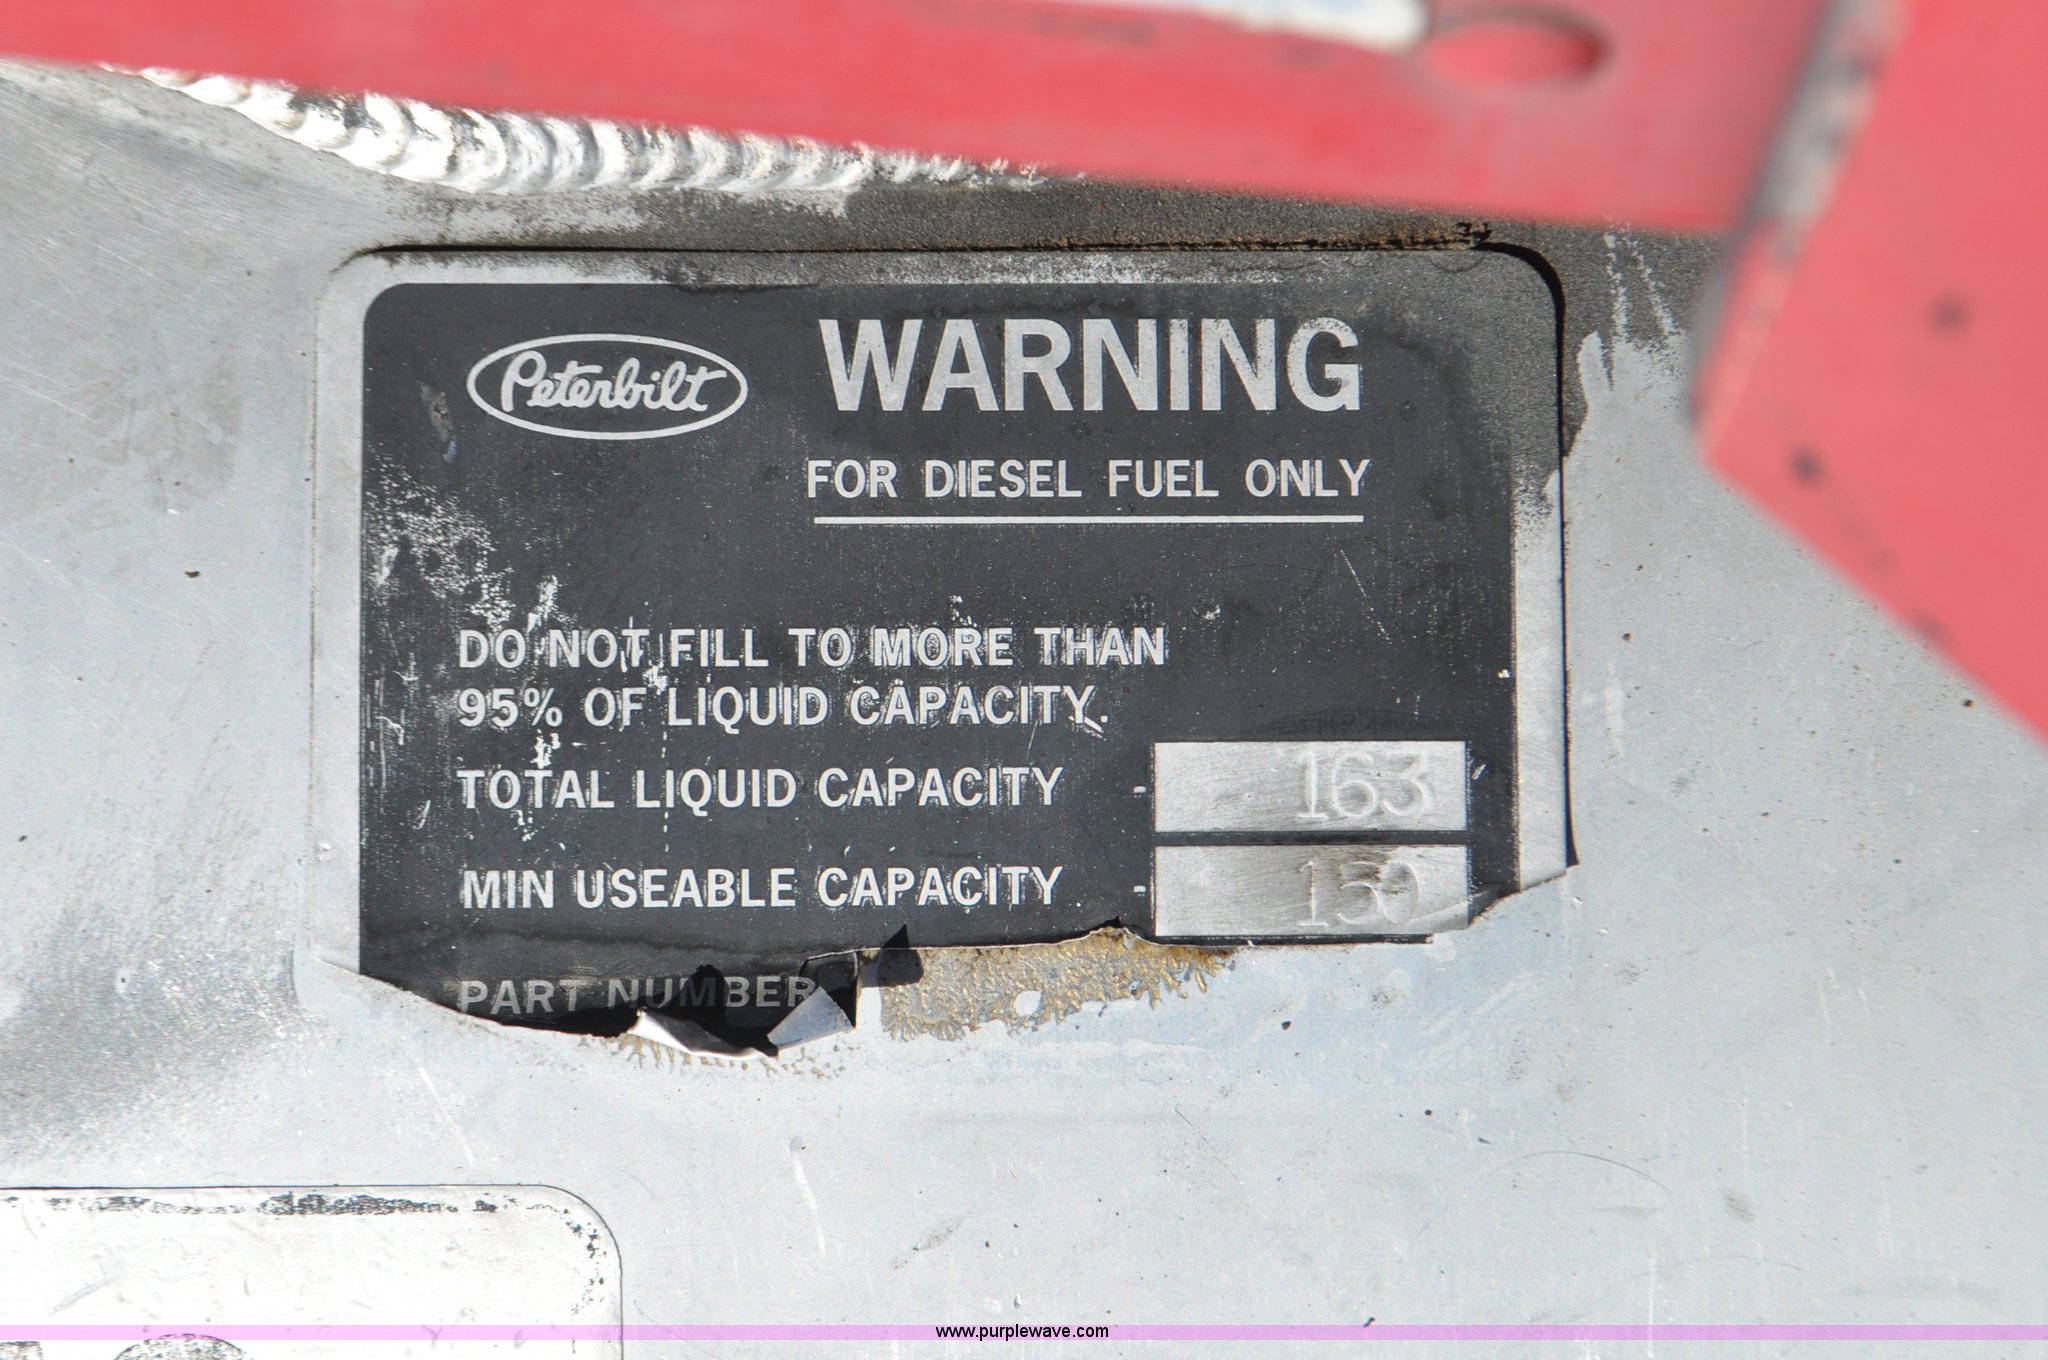 Peterbilt
WARNING
FOR DIESEL FUEL ONLY
DO NOT FILL TO MORE THAN
95% OF LIQUID CAPACITY.
TOTAL LIQUID CAPACITY - 163
MIN USEABLE CAPACITY - 150
PART NUMBER
www.purplewave.com